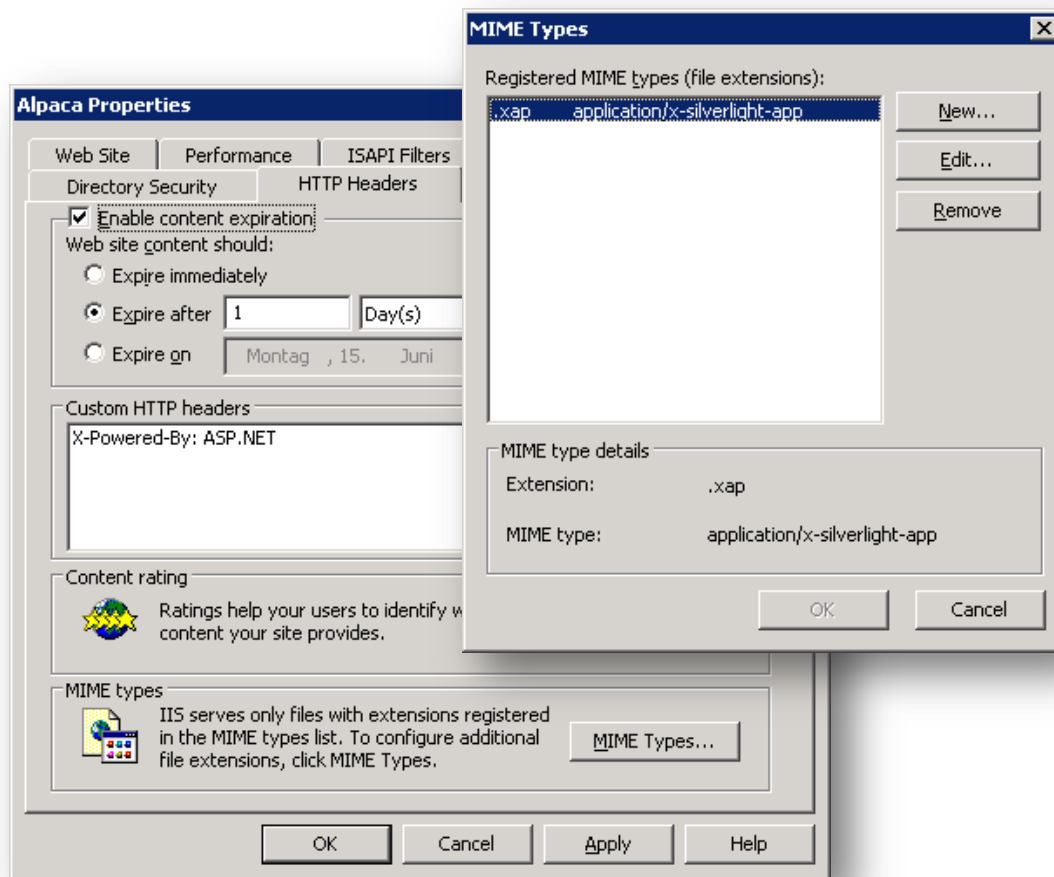 MIME Types
Registered MIME types (file extensions):
.xap application/x-silverlight-app
New...
Edit...
Remove
MIME type details
Extension: .xap
MIME type: application/x-silverlight-app
OK Cancel
Alpaca Properties
Web Site Performance ISAPI Filters
Directory Security HTTP Headers
Enable content expiration
Web site content should:
Expire immediately
Expire after 1 Day(s)
Expire on Montag , 15. Juni
Custom HTTP headers
X-Powered-By: ASP.NET
Content rating
Ratings help your users to identify
content your site provides.
MIME types
IIS serves only files with extensions registered
in the MIME types list. To configure additional
file extensions, click MIME Types.
MIME Types...
OK Cancel Apply Help